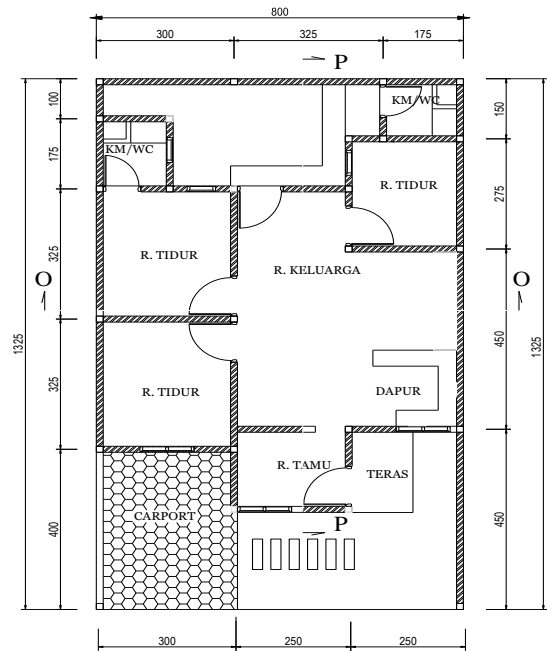 800
300 325 175
P
100
175
325
325
400
1325
150
275
450
450
1325
KM/WC
KM/WC
R. TIDUR
R. TIDUR
R. KELUARGA
O
O
R. TIDUR
DAPUR
R. TAMU
TERAS
CARPORT
P
300 250 250